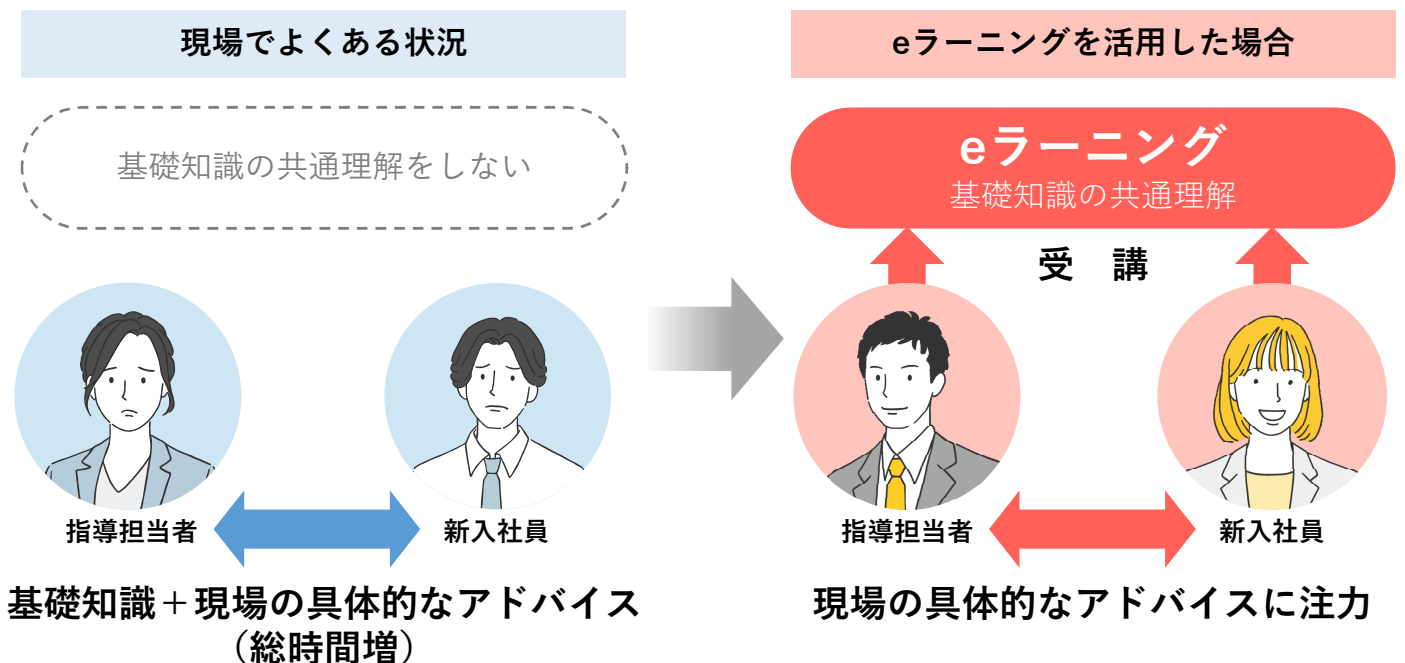 現場でよくある状況
基礎知識の共通理解をしない
指導担当者
新入社員
基礎知識＋現場の具体的なアドバイス
（総時間増）
eラーニングを活用した場合
eラーニング
基礎知識の共通理解
受　講
指導担当者
新入社員
現場の具体的なアドバイスに注力